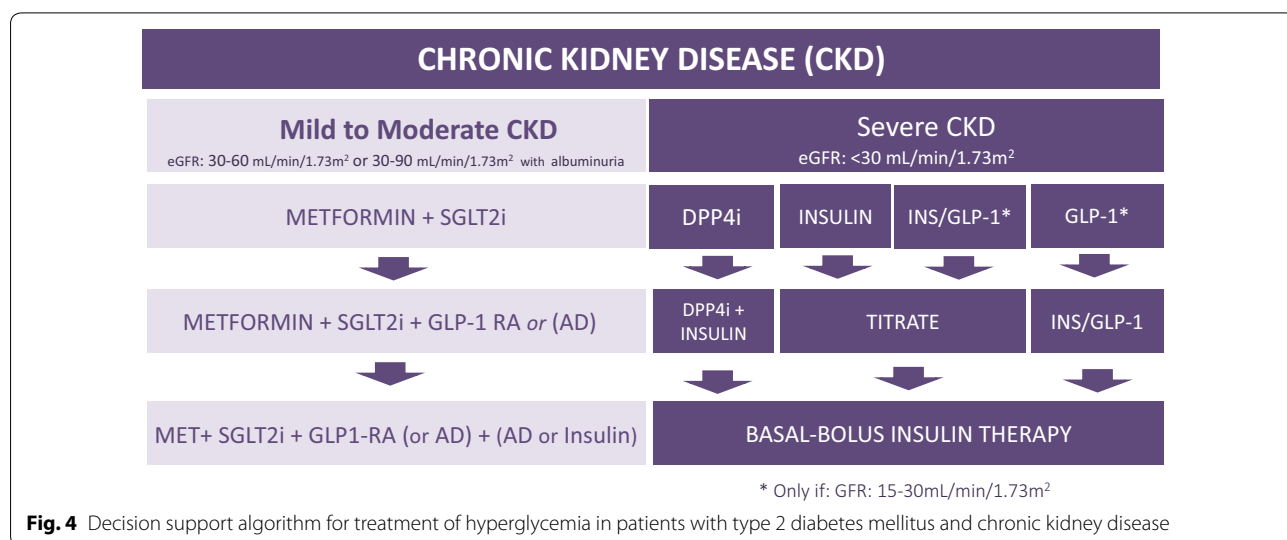 CHRONIC KIDNEY DISEASE (CKD)
Mild to Moderate CKD
eGFR: 30-60 mL/min/1.73m² or 30-90 mL/min/1.73m² with albuminuria
Severe CKD
eGFR: <30 mL/min/1.73m²
METFORMIN + SGLT2i
DPP4i
INSULIN
INS/GLP-1*
GLP-1*
METFORMIN + SGLT2i + GLP-1 RA or (AD)
DPP4i +
INSULIN
TITRATE
INS/GLP-1
MET+ SGLT2i + GLP1-RA (or AD) + (AD or Insulin)
BASAL-BOLUS INSULIN THERAPY
* Only if: GFR: 15-30mL/min/1.73m²
Fig. 4 Decision support algorithm for treatment of hyperglycemia in patients with type 2 diabetes mellitus and chronic kidney disease